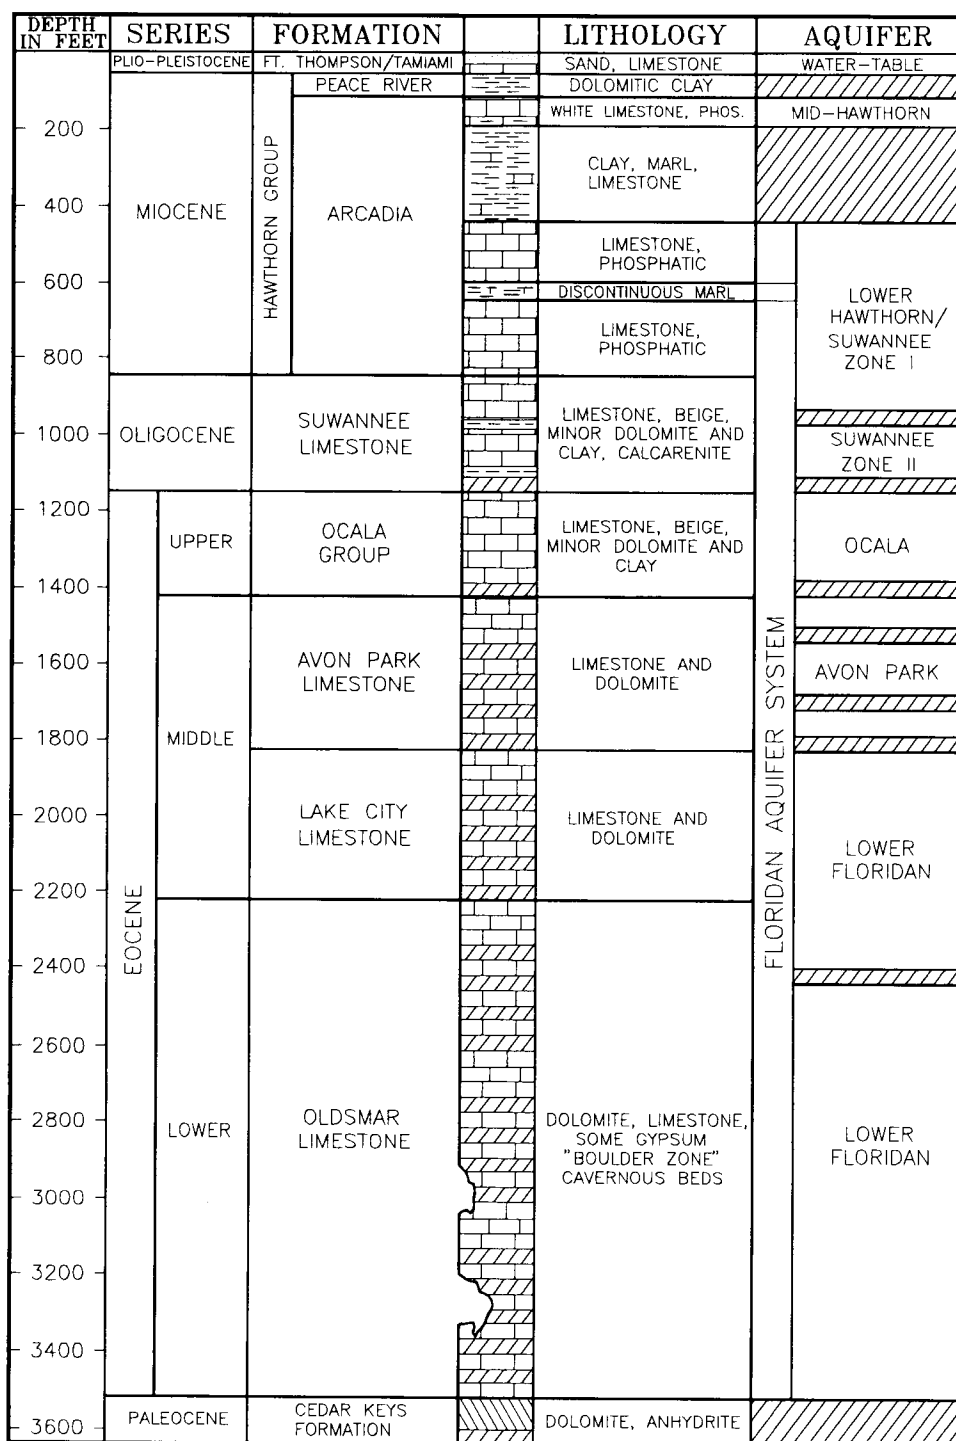 DEPTH
IN FEET
SERIES
FORMATION
LITHOLOGY
AQUIFER
PLIO-PLEISTOCENE
FT. THOMPSON/TAMIAMI
SAND, LIMESTONE
WATER-TABLE
PEACE RIVER
DOLOMITIC CLAY
200
WHITE LIMESTONE, PHOS.
MID-HAWTHORN
MIOCENE
HAWTHORN GROUP
ARCADIA
CLAY, MARL,
LIMESTONE
400
LIMESTONE,
PHOSPHATIC
600
DISCONTINUOUS MARL
LOWER
HAWTHORN/
SUWANNEE
ZONE I
LIMESTONE,
PHOSPHATIC
800
OLIGOCENE
SUWANNEE
LIMESTONE
LIMESTONE, BEIGE,
MINOR DOLOMITE AND
CLAY, CALCARENITE
1000
SUWANNEE
ZONE II
1200
EOCENE
UPPER
OCALA
GROUP
LIMESTONE, BEIGE,
MINOR DOLOMITE AND
CLAY
FLORIDAN AQUIFER SYSTEM
OCALA
1400
MIDDLE
AVON PARK
LIMESTONE
LIMESTONE AND
DOLOMITE
1600
AVON PARK
1800
LAKE CITY
LIMESTONE
LIMESTONE AND
DOLOMITE
2000
LOWER
FLORIDAN
2200
2400
2600
LOWER
OLDSMAR
LIMESTONE
DOLOMITE, LIMESTONE,
SOME GYPSUM
"BOULDER ZONE"
CAVERNOUS BEDS
2800
LOWER
FLORIDAN
3000
3200
3400
PALEOCENE
CEDAR KEYS
FORMATION
DOLOMITE, ANHYDRITE
3600